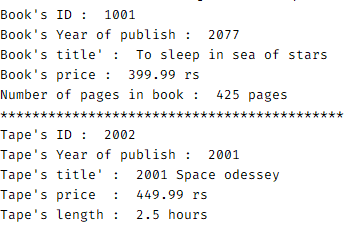 Book's ID :  1001
Book's Year of publish :  2077
Book's title' :  To sleep in sea of stars
Book's price :  399.99 rs
Number of pages in book :  425 pages
*******************************************
Tape's ID :  2002
Tape's Year of publish :  2001
Tape's title' :  2001 Space odessey
Tape's price  :  449.99 rs
Tape's length :  2.5 hours